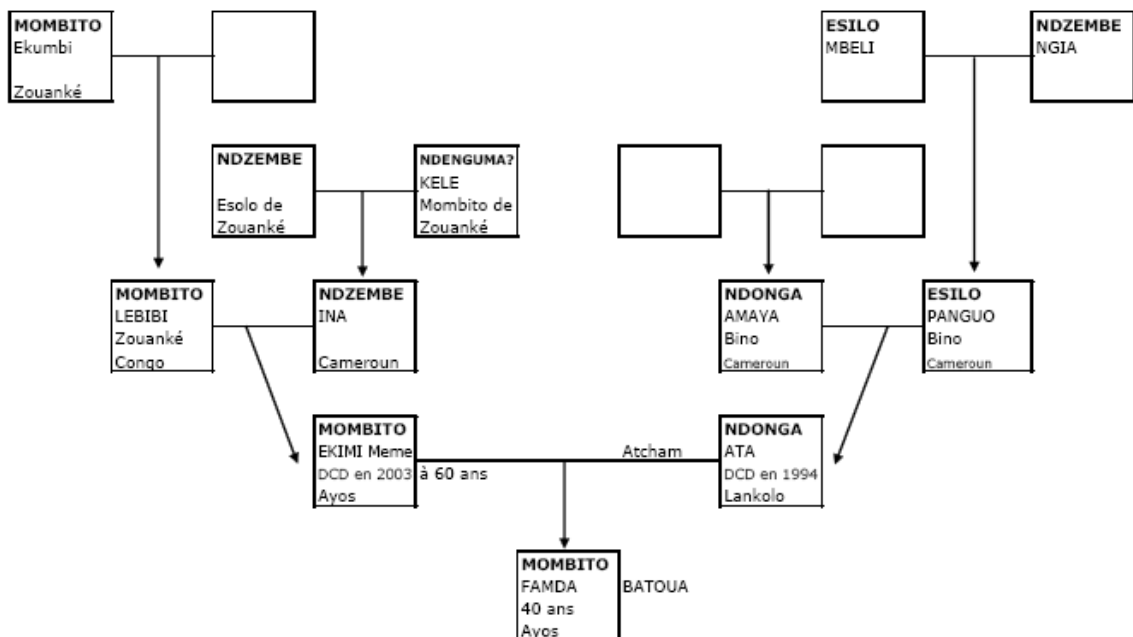 MOMBITO
Ekumbi
Zouanké
ESILO
MBELI
NDZEMBE
NGIA
NDZEMBE
Esolo de
Zouanké
NDENGUMA?
KELE
Mombito de
Zouanké
MOMBITO
LEBIBI
Zouanké
Congo
NDZEMBE
INA
Cameroun
NDONGA
AMAYA
Bino
Cameroun
ESILO
PANGUO
Bino
Cameroun
MOMBITO
EKIMI Meme
DCD en 2003 à 60 ans
Ayos
Atcham
NDONGA
ATA
DCD en 1994
Lankolo
MOMBITO
FAMDA BATOUA
40 ans
Ayos